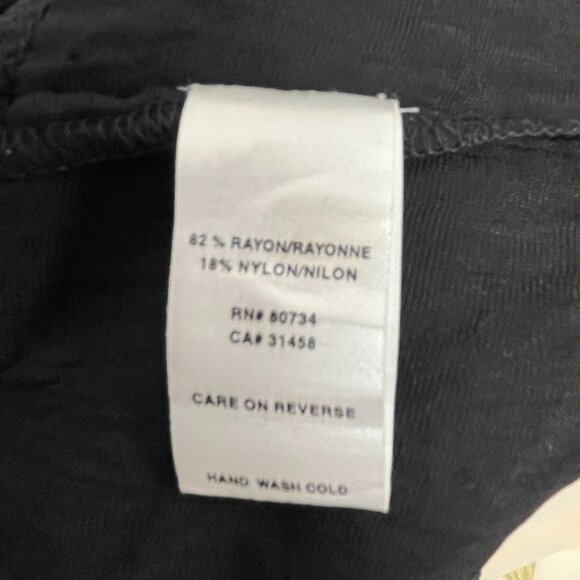 82% RAYON/RAYONNE
18% NYLON/NILON
RN# 80734
CA# 31458
CARE ON REVERSE
HAND WASH COLD